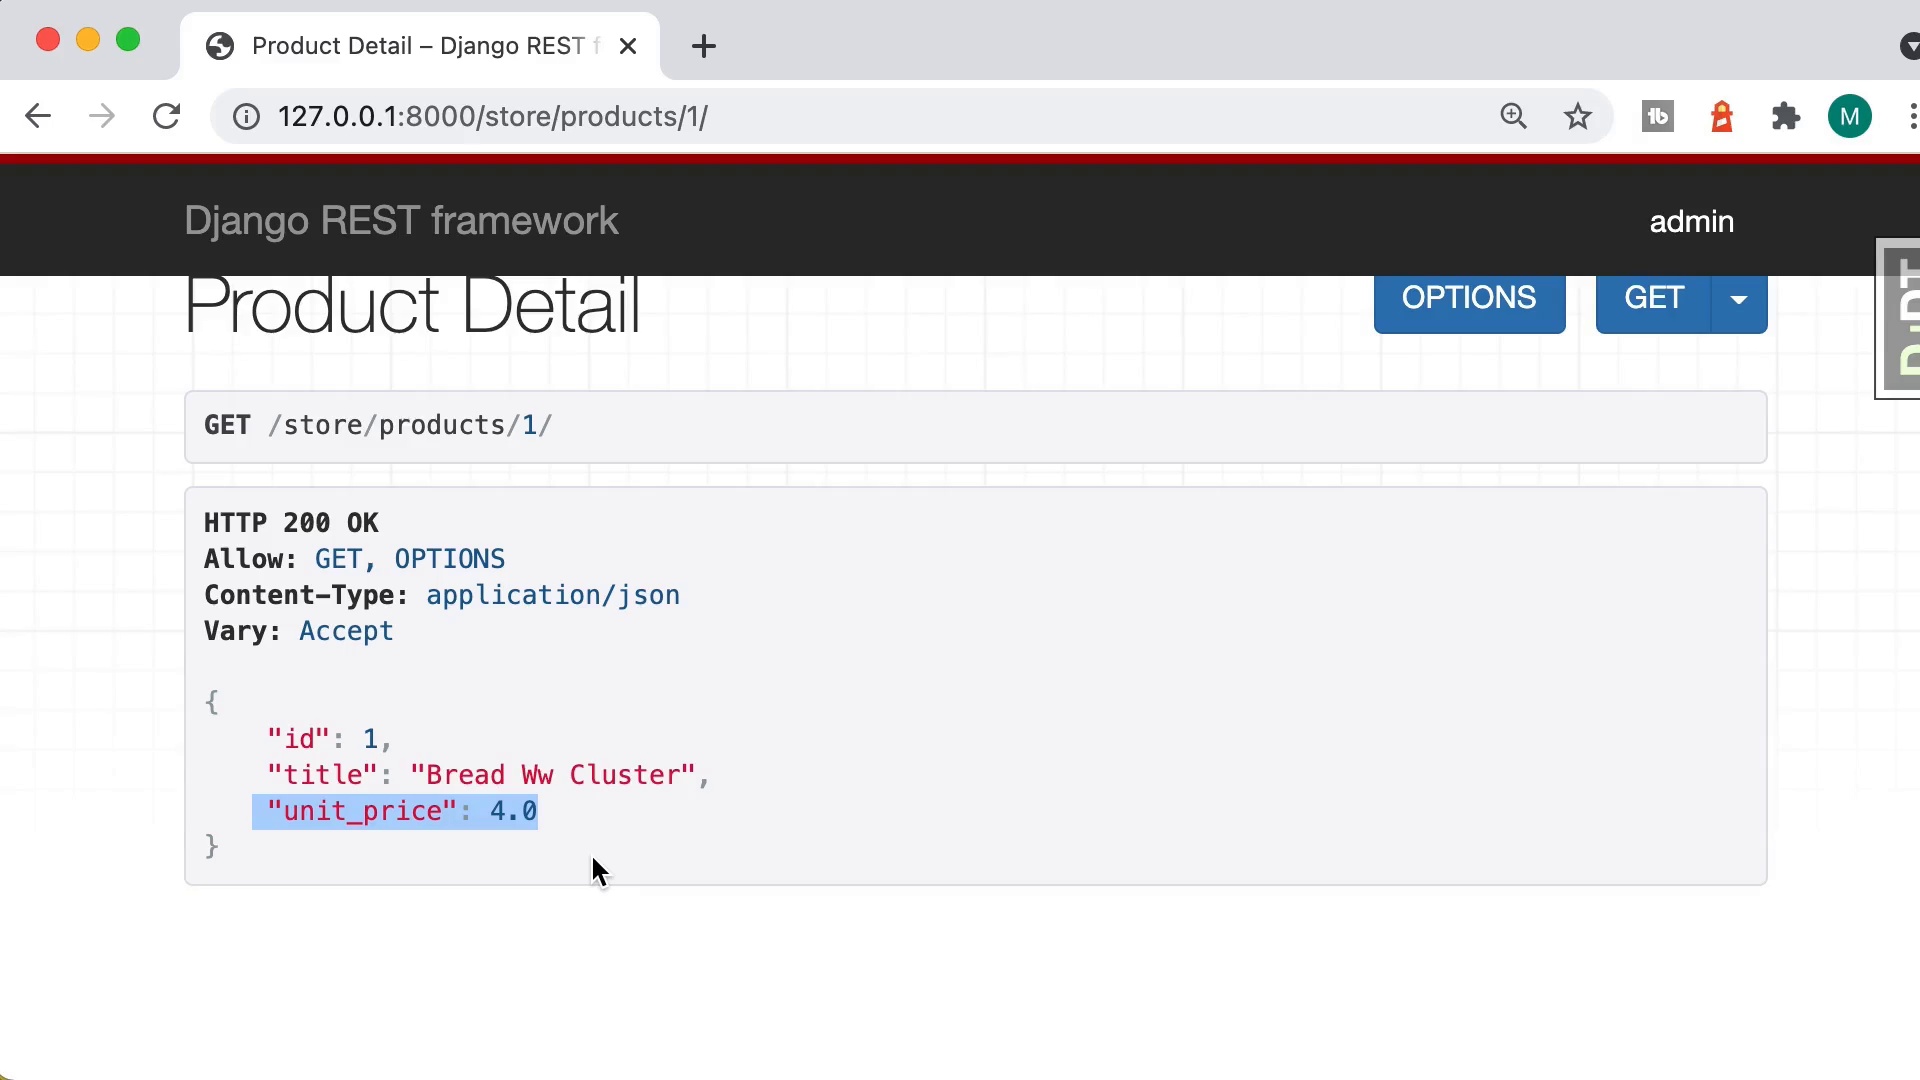 Product Detail – Django REST f
127.0.0.1:8000/store/products/1/
M
Django REST framework
admin
Product Detail
OPTIONS
GET
DjDT
GET /store/products/1/
HTTP 200 OK
Allow: GET, OPTIONS
Content-Type: application/json
Vary: Accept
{
"id": 1,
"title": "Bread Ww Cluster",
"unit_price": 4.0
}